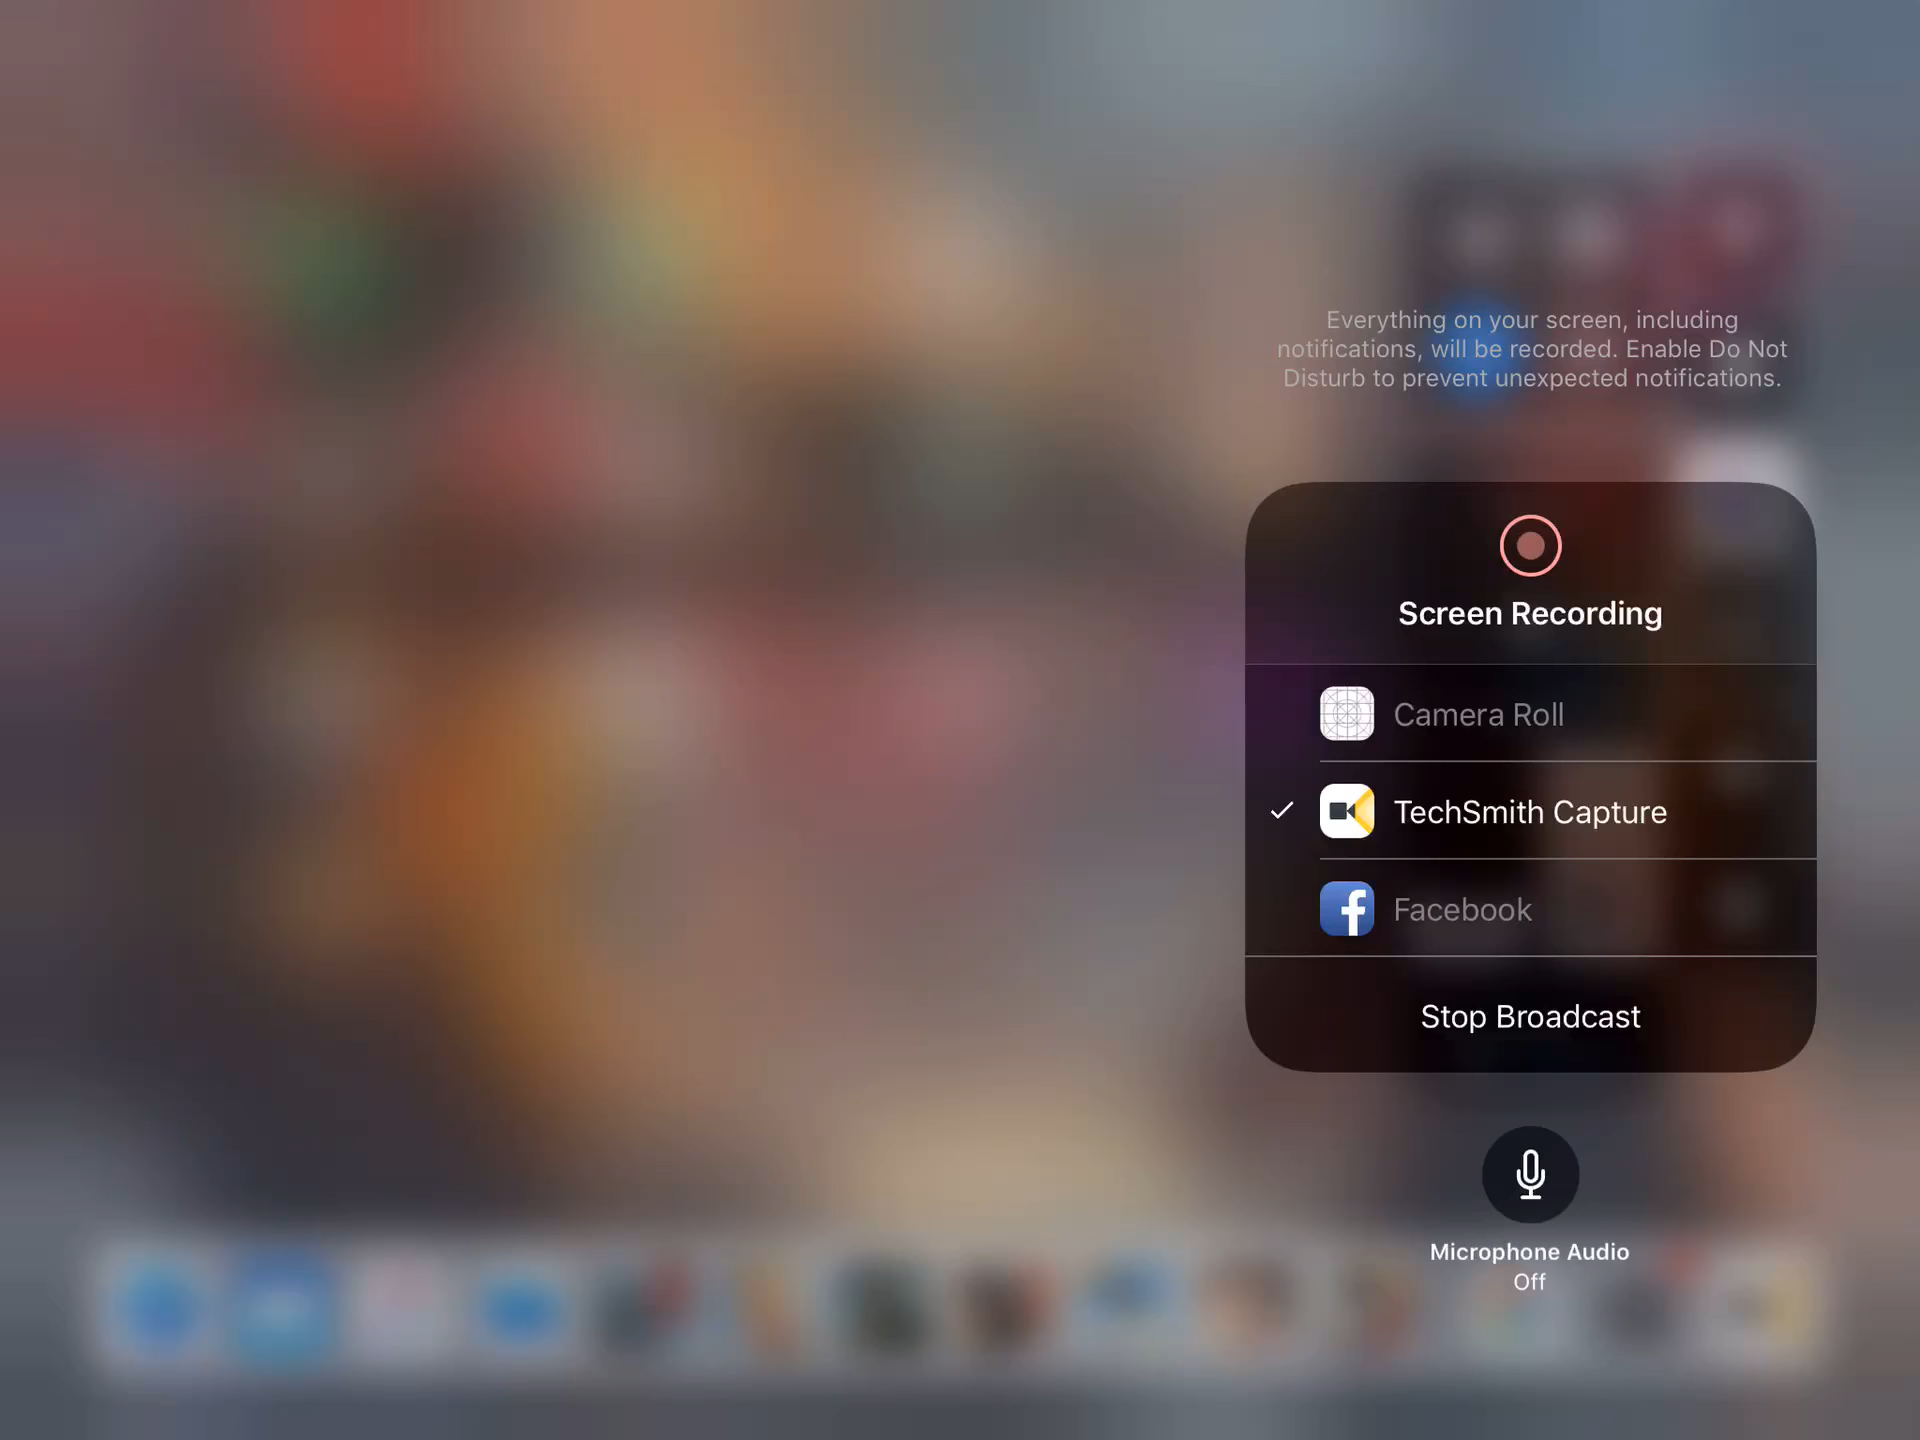 Everything on your screen, including
notifications, will be recorded. Enable Do Not
Disturb to prevent unexpected notifications.
Screen Recording
Camera Roll
TechSmith Capture
Facebook
Stop Broadcast
Microphone Audio
Off